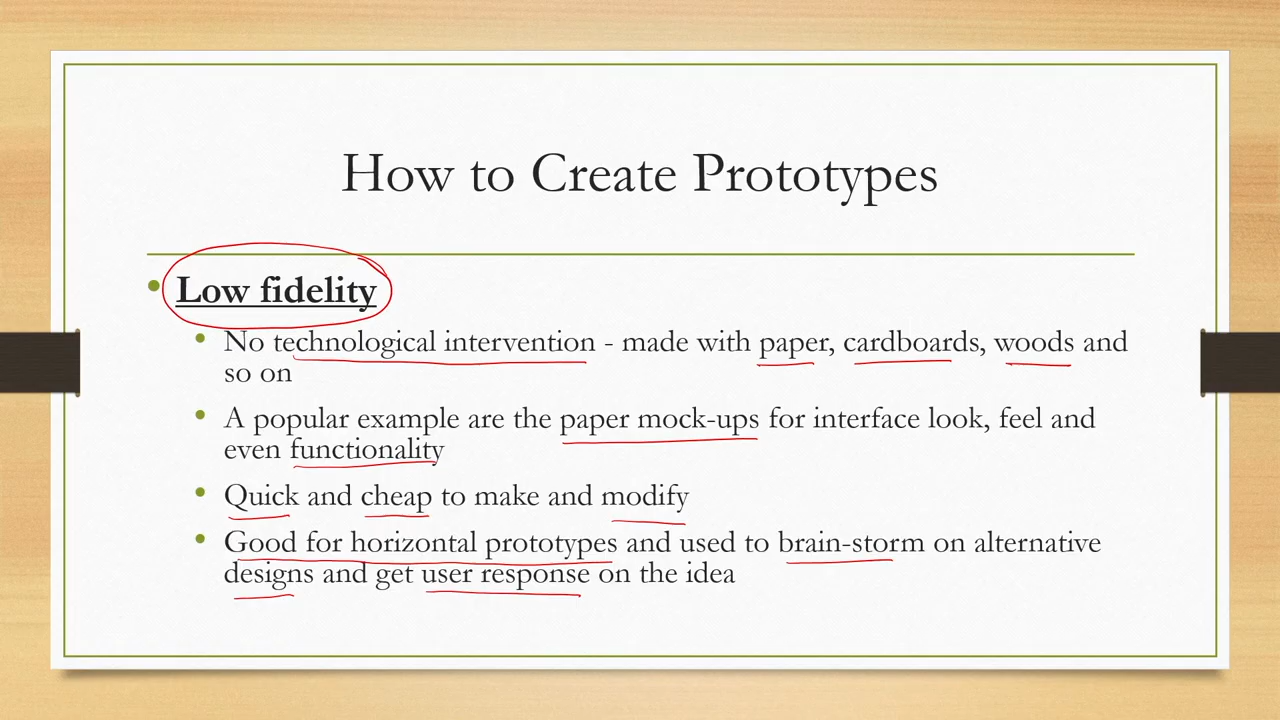 How to Create Prototypes
• Low fidelity
• No technological intervention - made with paper, cardboards, woods and
so on
• A popular example are the paper mock-ups for interface look, feel and
even functionality
• Quick and cheap to make and modify
• Good for horizontal prototypes and used to brain-storm on alternative
designs and get user response on the idea